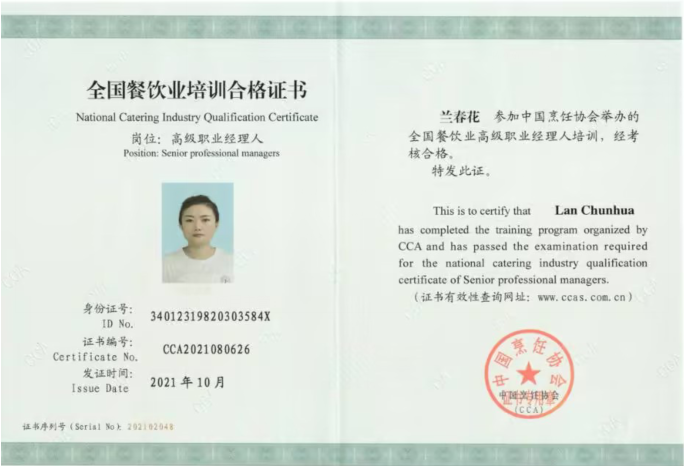 全国餐饮业培训合格证书
National Catering Industry Qualification Certificate
岗位: 高级职业经理人
Position: Senior professional managers
身份证号:
ID No.
34012319820303584X
证书编号:
Certificate No.
CCA2021080626
发证时间:
Issue Date
2021 年 10 月
证书序列号 (Serial No): 202102048
兰春花 参加中国烹饪协会举办的
全国餐饮业高级职业经理人培训, 经考
核合格。
特发此证。
This is to certify that Lan Chunhua
has completed the training program organized by
CCA and has passed the examination required
for the national catering industry qualification
certificate of Senior professional managers.
(证书有效性查询网址: www.ccas.com.cn)
中国烹饪协会
中国烹饪协会
(CCA)